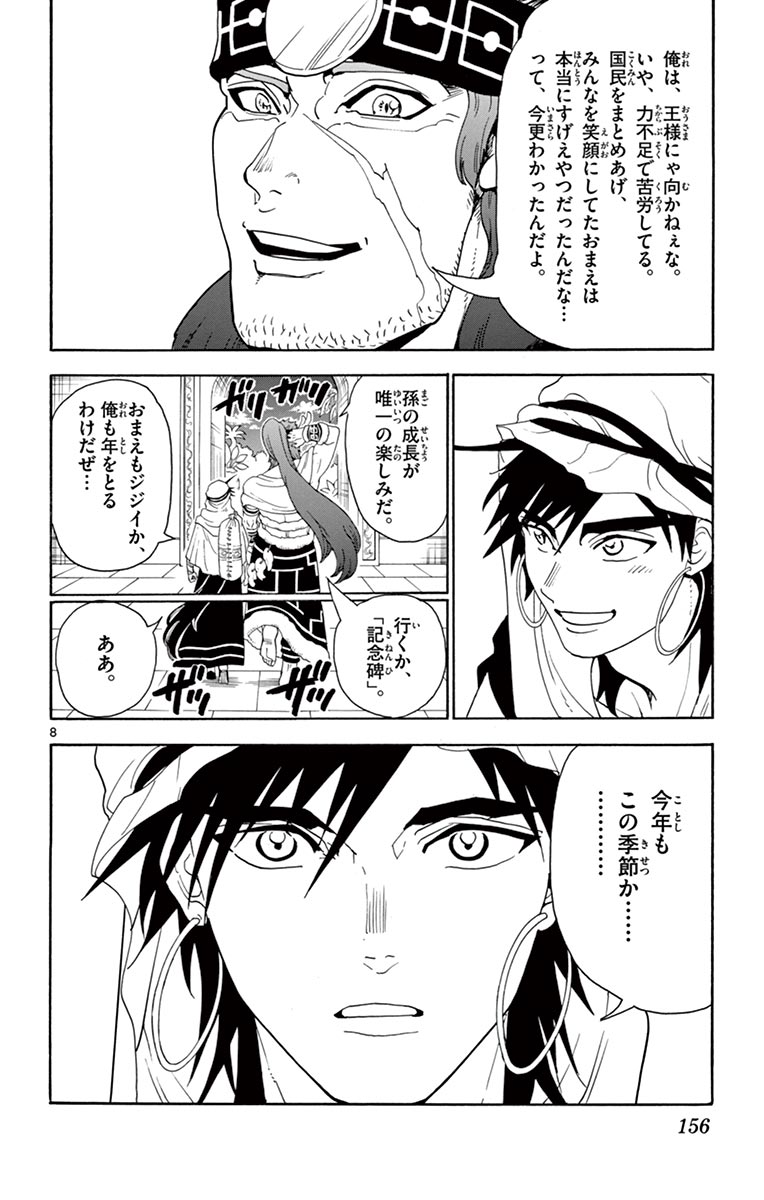 俺は、王様にゃ向かねぇな。
いや、力不足で苦労してる。
国民をまとめあげ、
みんなを笑顔にしてたおまえは
本当にすげえやつだったんだな…
って、今更わかったんだよ。
孫の成長が
唯一の楽しみだ。
ザッ
ザッ
おまえもジジイか、
俺も年をとる
わけだぜ…
行くか、
「記念碑」。
ザッ
ザッ
ああ。
8
今年も
この季節か……
…………
156